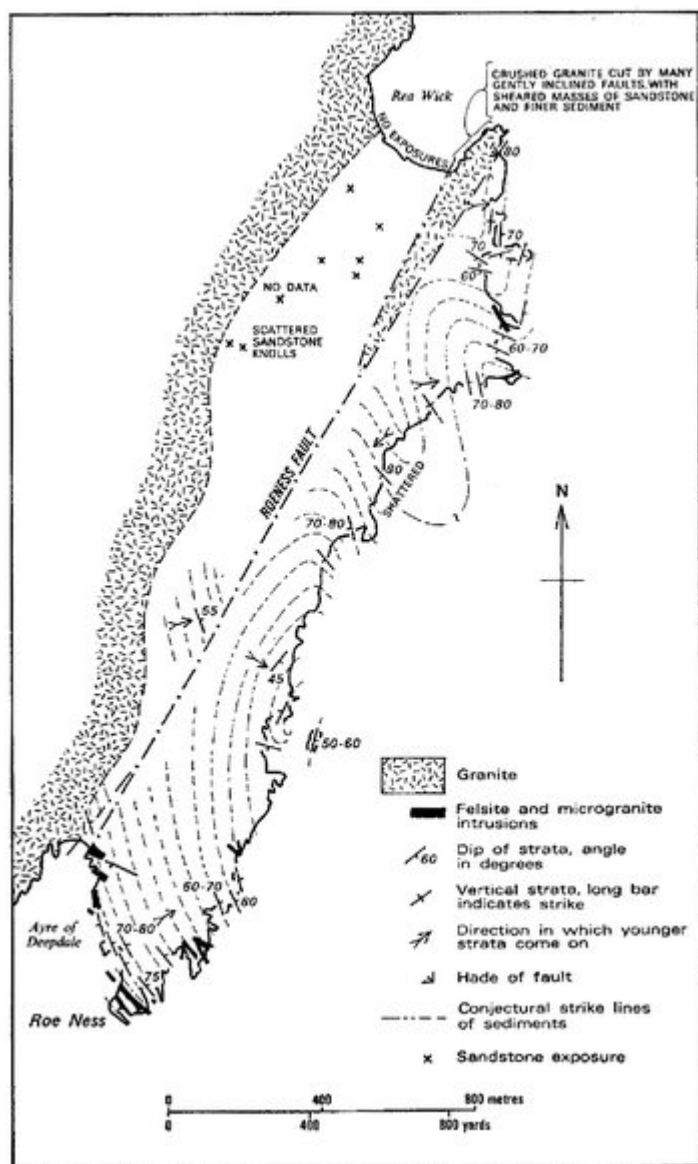 Rea Wick
CRUSHED GRANITE CUT BY MANY
GENTLY INCLINED FAULTS, WITH
SHEARED MASSES OF SANDSTONE
AND FINER SEDIMENT
NO EXPOSURES
80
70
70
60
NO DATA
SCATTERED
SANDSTONE
KNOLLS
60-70
70-80
ROENESS FAULT
80
SHATTERED
70-80
N
55
45
50-60
60-70
60
70-80
75
Ayre of
Deepdale
Roe Ness
Granite
Felsite and microgranite
intrusions
60
Dip of strata, angle
in degrees
Vertical strata, long bar
indicates strike
Direction in which younger
strata come on
Hade of fault
Conjectural strike lines
of sediments
Sandstone exposure
0 400 800 metres
0 400 800 yards